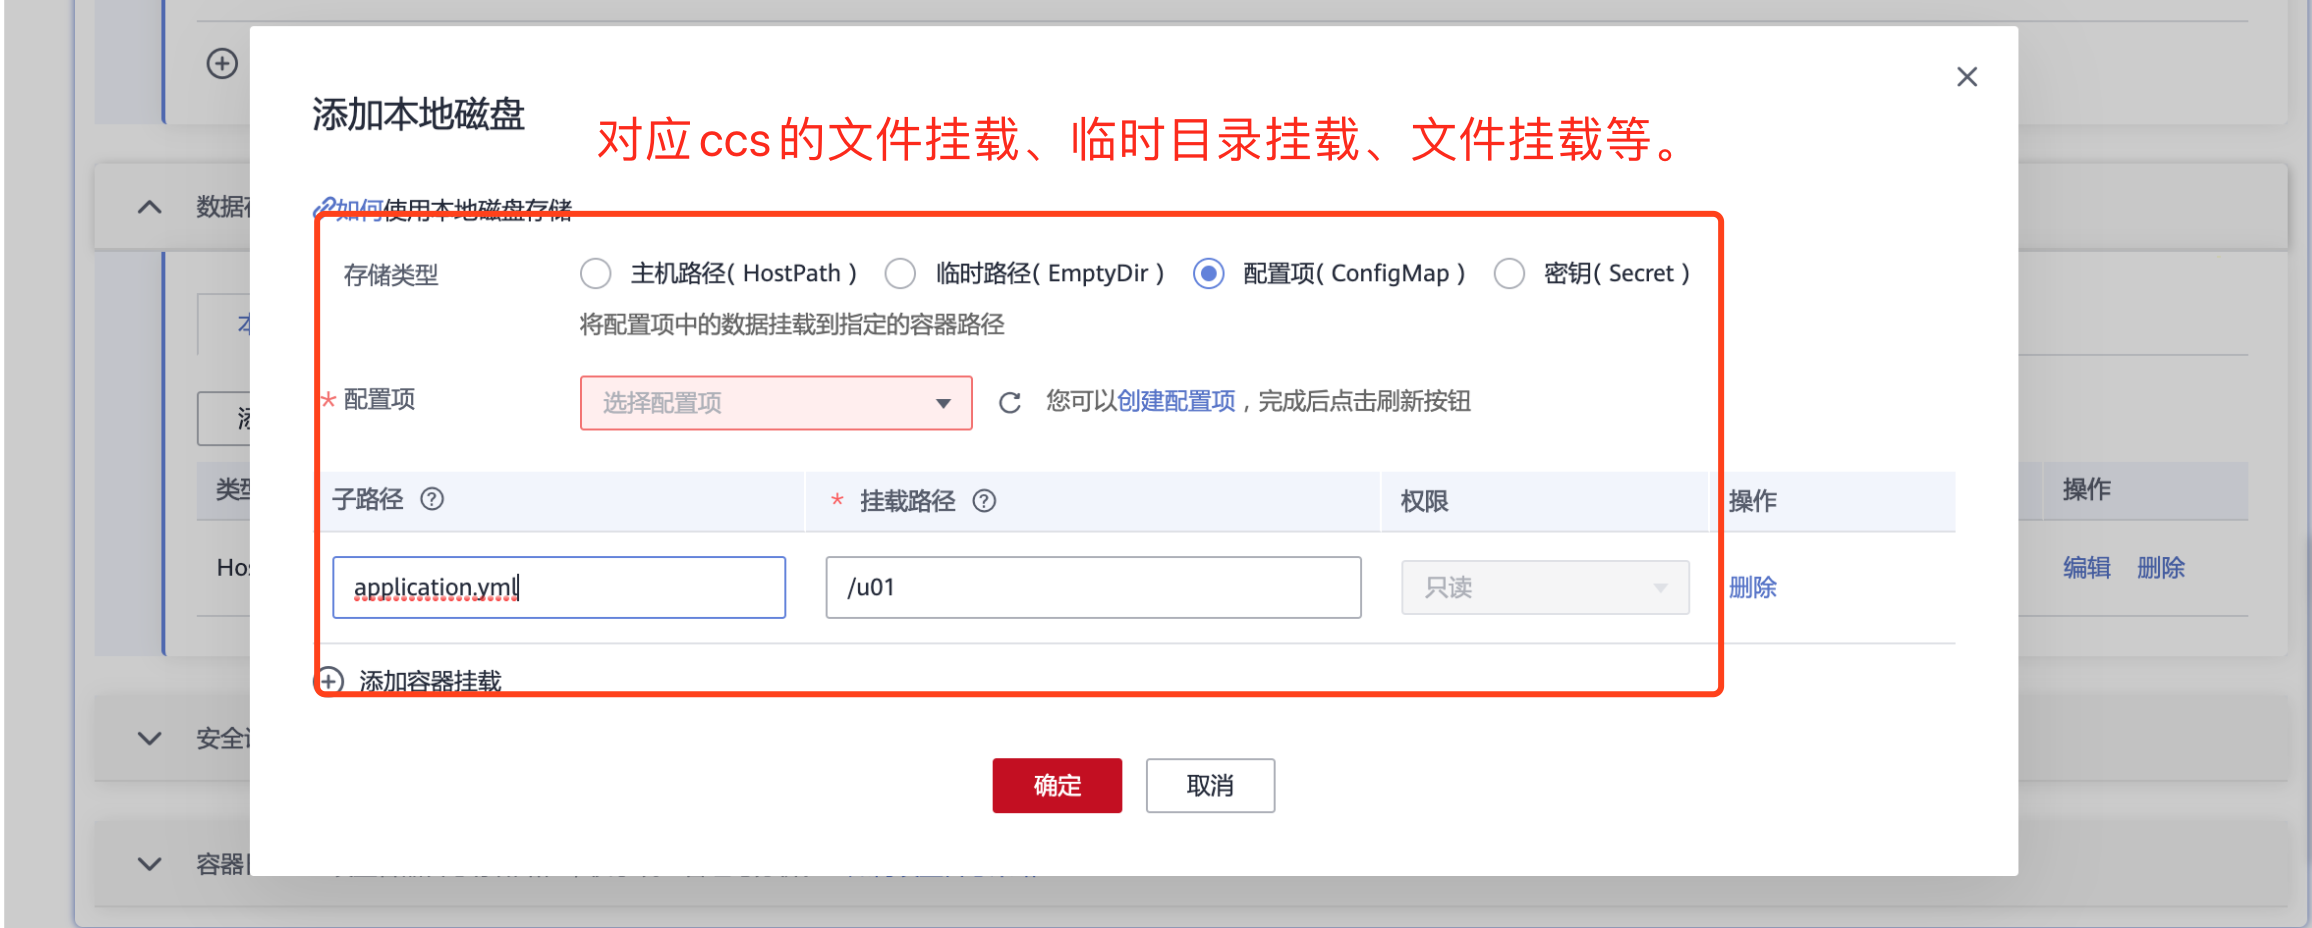 添加本地磁盘
对应ccs的文件挂载、临时目录挂载、文件挂载等。
如何使用本地磁盘存储
数据
存储类型
主机路径( HostPath ) 临时路径( EmptyDir ) 配置项( ConfigMap ) 密钥( Secret )
将配置项中的数据挂载到指定的容器路径
* 配置项 选择配置项 您可以创建配置项，完成后点击刷新按钮
类型 子路径 * 挂载路径 权限 操作 操作
Hos application.yml /u01 只读 删除 编辑 删除
添加容器挂载
安全
确定 取消
容器